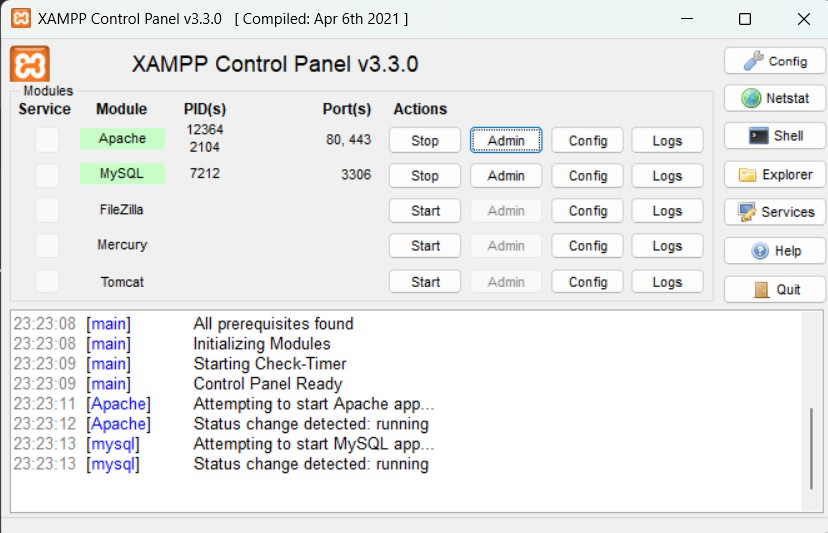 XAMPP Control Panel v3.3.0 [ Compiled: Apr 6th 2021 ]
XAMPP Control Panel v3.3.0
Config
Netstat
Shell
Explorer
Services
Help
Quit
Modules
Service Module PID(s) Port(s) Actions
Apache 12364 2104 80, 443 Stop Admin Config Logs
MySQL 7212 3306 Stop Admin Config Logs
FileZilla Start Admin Config Logs
Mercury Start Admin Config Logs
Tomcat Start Admin Config Logs
23:23:08 [main] All prerequisites found
23:23:08 [main] Initializing Modules
23:23:09 [main] Starting Check-Timer
23:23:09 [main] Control Panel Ready
23:23:11 [Apache] Attempting to start Apache app...
23:23:12 [Apache] Status change detected: running
23:23:13 [mysql] Attempting to start MySQL app...
23:23:13 [mysql] Status change detected: running